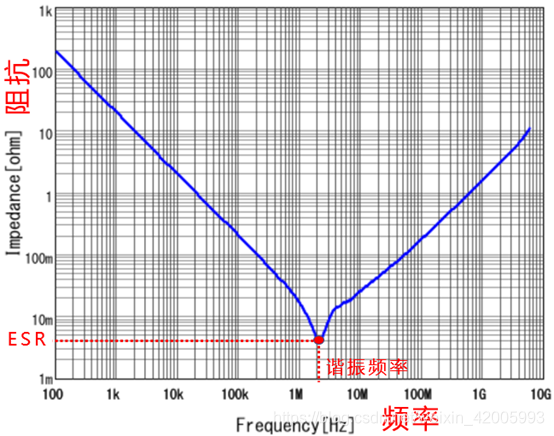 1k
100
10
1
100m
10m
1m
阻抗
Impedance[ohm]
ESR
谐振频率
100 1k 10k 100k 1M 10M 100M 1G 10G
频率
Frequency[Hz]